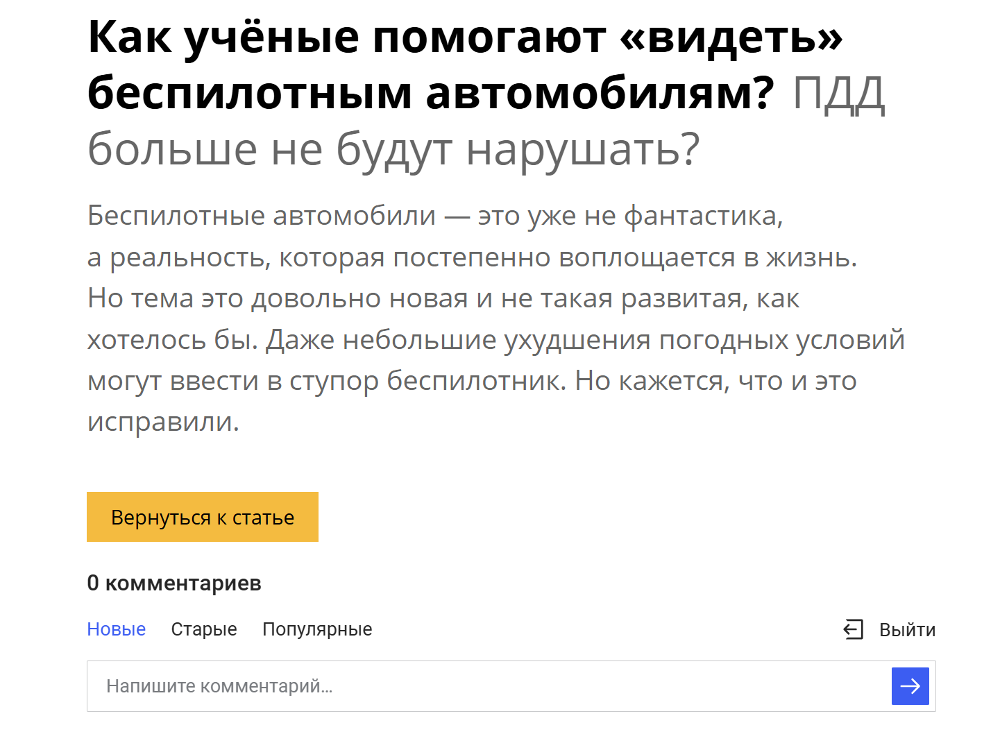 Как учёные помогают «видеть»
беспилотным автомобилям? ПДД
больше не будут нарушать?
Беспилотные автомобили — это уже не фантастика,
а реальность, которая постепенно воплощается в жизнь.
Но тема это довольно новая и не такая развитая, как
хотелось бы. Даже небольшие ухудшения погодных условий
могут ввести в ступор беспилотник. Но кажется, что и это
исправили.
Вернуться к статье
0 комментариев
Новые Старые Популярные Выйти
Напишите комментарий...